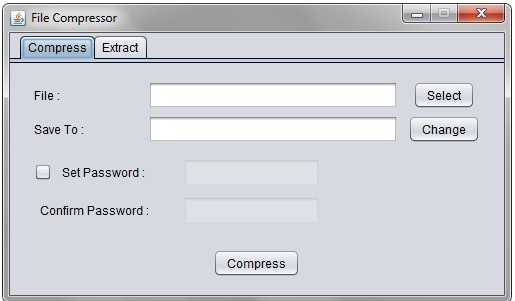 File Compressor
Compress Extract
File : Select
Save To : Change
Set Password :
Confirm Password :
Compress